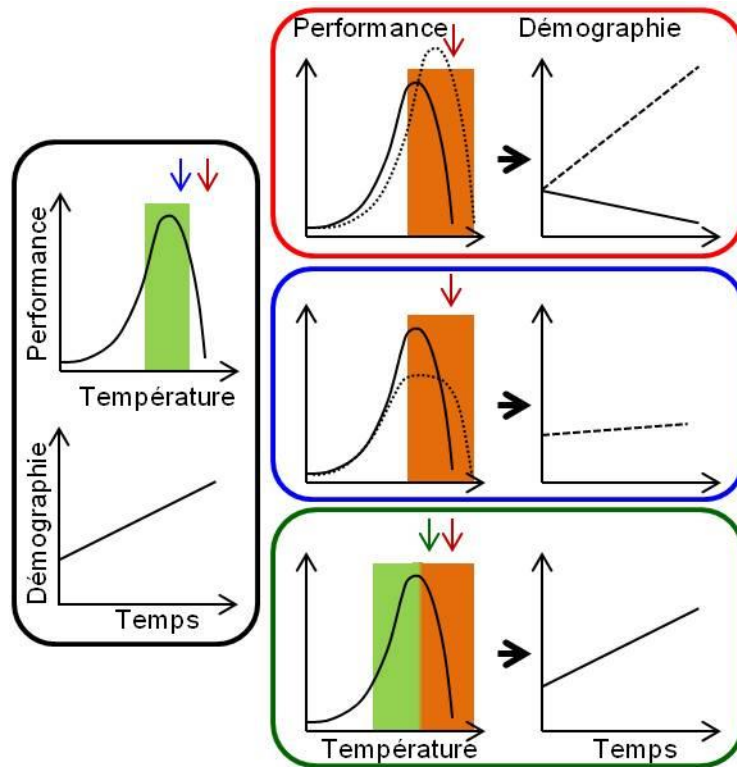 Performance
Démographie
Performance
Température
Démographie
Temps
Température
Temps